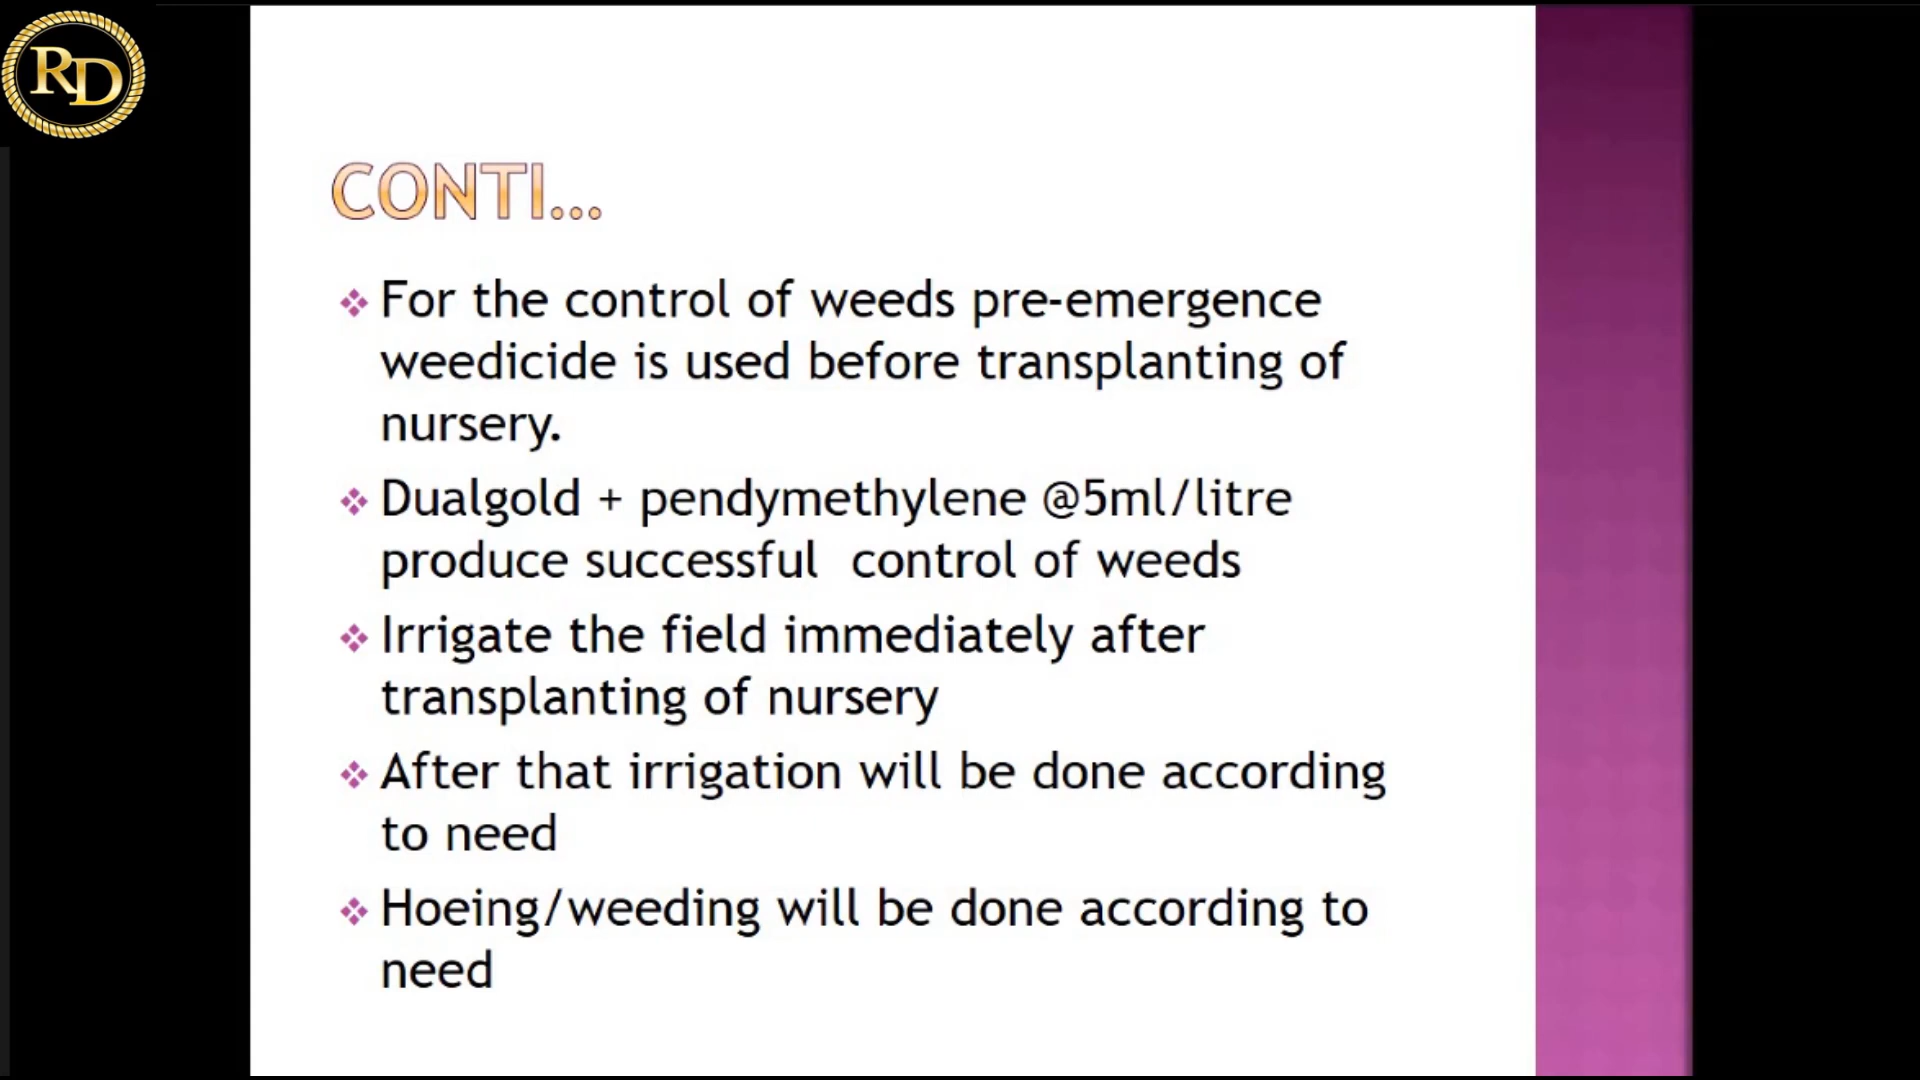 RD
CONTI...
For the control of weeds pre-emergence
weedicide is used before transplanting of
nursery.
Dualgold + pendymethylene @5ml/litre
produce successful  control of weeds
Irrigate the field immediately after
transplanting of nursery
After that irrigation will be done according
to need
Hoeing/weeding will be done according to
need